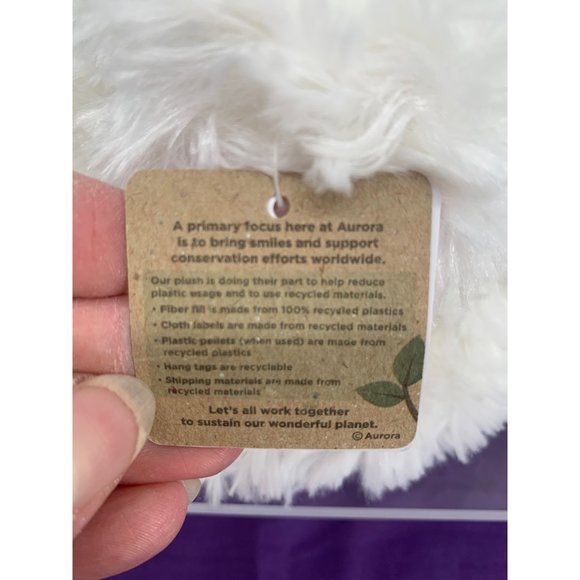 A primary focus here at Aurora
is to bring smiles and support
conservation efforts worldwide.
Our plush is doing their part to help reduce
plastic usage and to use recycled materials.
• Fiber fill is made from 100% recycled plastics
• Cloth labels are made from recycled materials
• Plastic pellets (when used) are made from
recycled plastics
• Hang tags are recyclable
• Shipping materials are made from
recycled materials
Let's all work together
to sustain our wonderful planet.
© Aurora